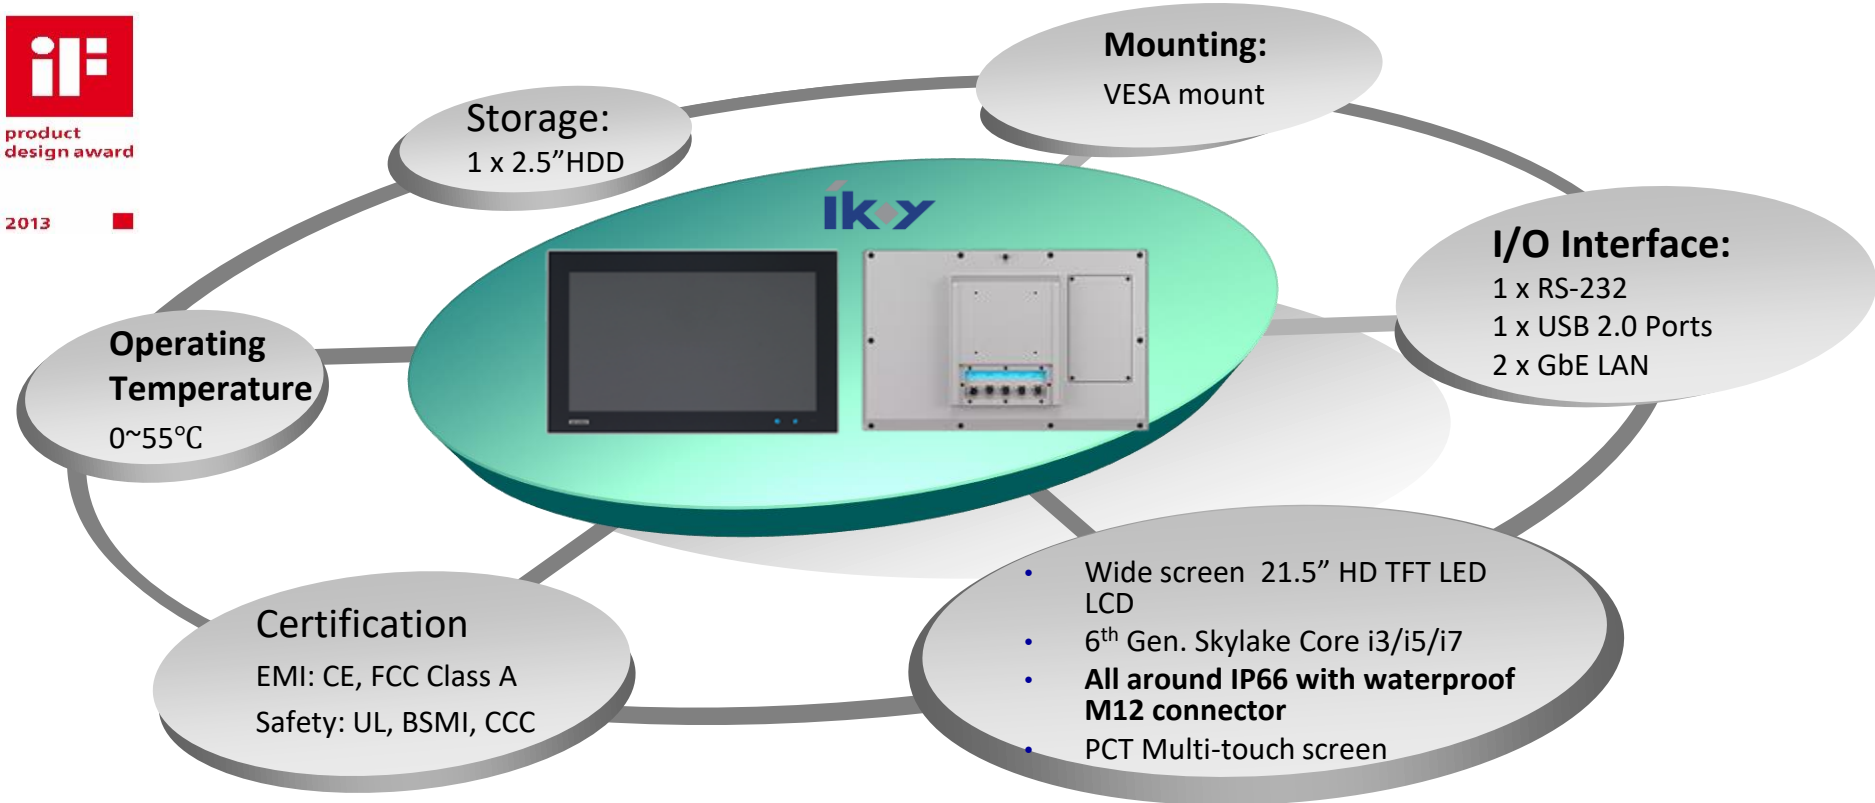 iF
product
design award
2013
Mounting:
VESA mount
Storage:
1 x 2.5”HDD
iky
I/O Interface:
1 x RS-232
1 x USB 2.0 Ports
2 x GbE LAN
Operating
Temperature
0~55℃
Certification
EMI: CE, FCC Class A
Safety: UL, BSMI, CCC
• Wide screen 21.5” HD TFT LED
LCD
• 6th Gen. Skylake Core i3/i5/i7
• All around IP66 with waterproof
M12 connector
• PCT Multi-touch screen